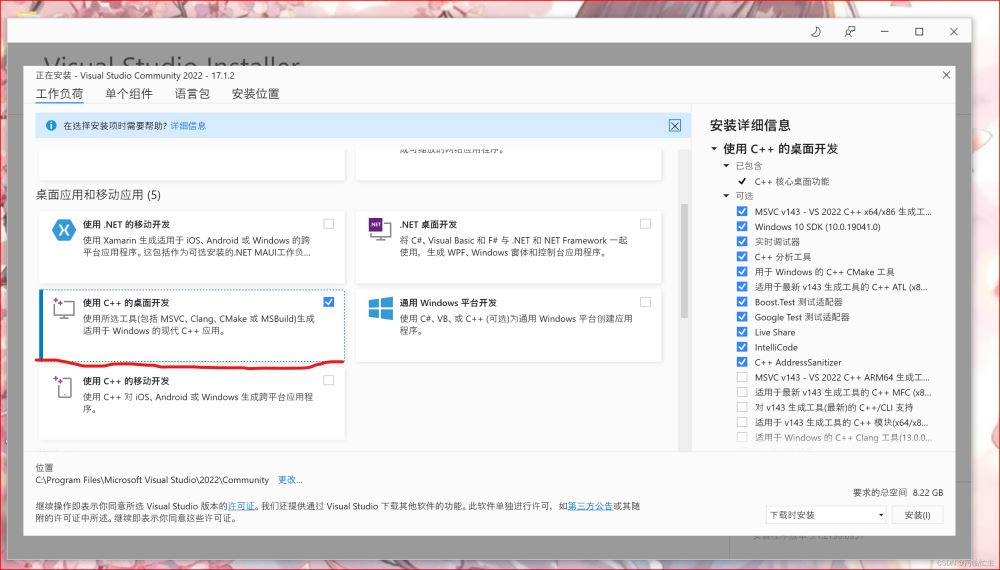 Visual Studio Installer
正在安装 - Visual Studio Community 2022 - 17.1.2
工作负荷 单个组件 语言包 安装位置
在选择安装项时需要帮助? 详细信息
成可缩放的网络应用程序。
桌面应用和移动应用 (5)
使用 .NET 的移动开发
使用 Xamarin 生成适用于 iOS、Android 或 Windows 的跨
平台应用程序。这包括作为可选安装的.NET MAUI工作负...
.NET
.NET 桌面开发
将 C#、Visual Basic 和 F# 与 .NET 和 NET Framework 一起
使用，生成 WPF、Windows 窗体和控制台应用程序。
使用 C++ 的桌面开发
使用所选工具(包括 MSVC、Clang、CMake 或 MSBuild)生成
适用于 Windows 的现代 C++ 应用。
通用 Windows 平台开发
使用 C#、VB、或 C++ (可选)为通用 Windows 平台创建应用
程序。
使用 C++ 的移动开发
使用 C++ 对 iOS、Android 或 Windows 生成跨平台应用程
序。
安装详细信息
使用 C++ 的桌面开发
已包含
C++ 核心桌面功能
可选
MSVC v143 - VS 2022 C++ x64/x86 生成工...
Windows 10 SDK (10.0.19041.0)
实时调试器
C++ 分析工具
用于 Windows 的 C++ CMake 工具
适用于最新 v143 生成工具的 C++ ATL (x8...
Boost.Test 测试适配器
Google Test 测试适配器
Live Share
IntelliCode
C++ AddressSanitizer
MSVC v143 - VS 2022 C++ ARM64 生成工...
适用于最新 v143 生成工具的 C++ MFC (x8...
对 v143 生成工具(最新)的 C++/CLI 支持
适用于 v143 生成工具的 C++ 模块(x64/x8...
适用于 Windows 的 C++ Clang 工具(13.0.0...
位置
C:\Program Files\Microsoft Visual Studio\2022\Community 更改...
继续操作即表示你同意所选 Visual Studio 版本的许可证。我们还提供通过 Visual Studio 下载其他软件的功能。此软件单独进行许可，如第三方公告或其随
附的许可证中所述。继续即表示你同意这些许可证。
要求的总空间 8.22 GB
下载时安装 安装(I)